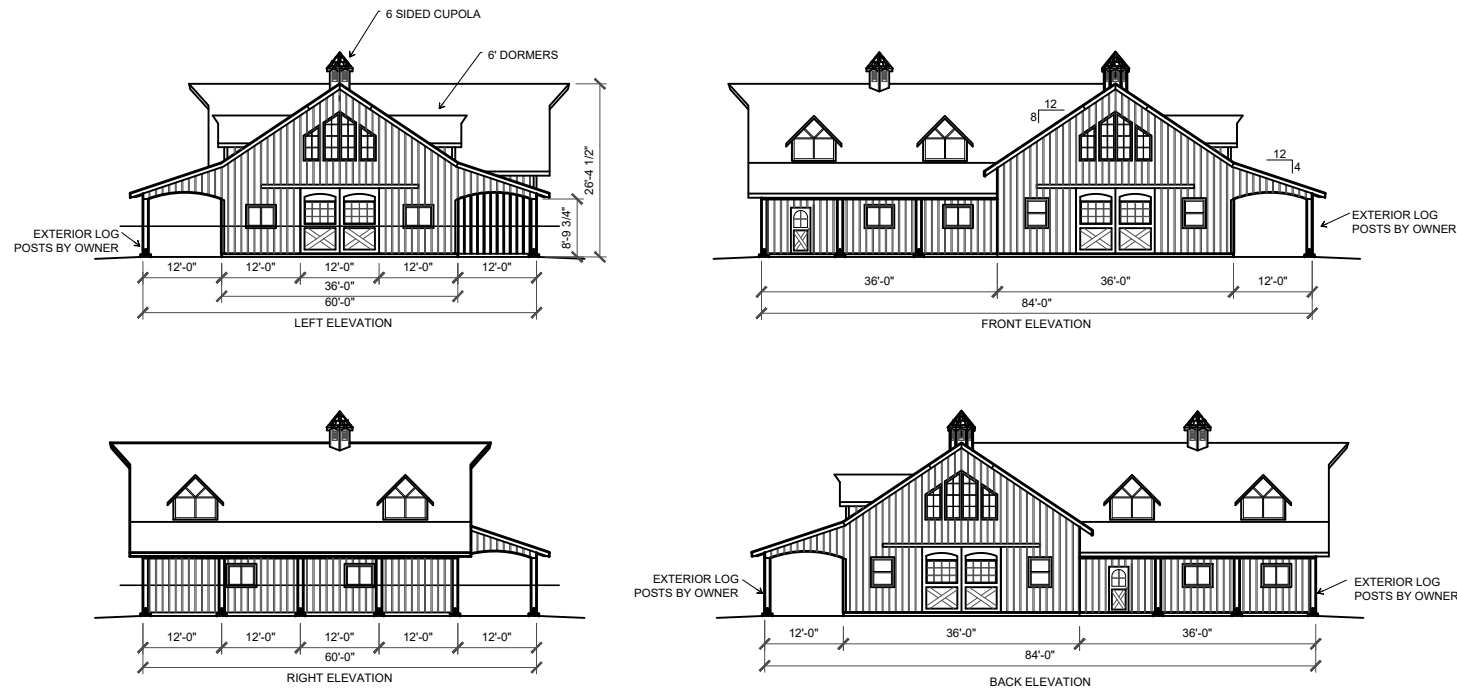 6 SIDED CUPOLA
6' DORMERS
26'-4 1/2"
8'-9 3/4"
EXTERIOR LOG
POSTS BY OWNER
12'-0" 12'-0" 12'-0" 12'-0" 12'-0"
36'-0"
60'-0"
LEFT ELEVATION
12
8
12
4
EXTERIOR LOG
POSTS BY OWNER
36'-0" 36'-0" 12'-0"
84'-0"
FRONT ELEVATION
12'-0" 12'-0" 12'-0" 12'-0" 12'-0"
60'-0"
RIGHT ELEVATION
EXTERIOR LOG
POSTS BY OWNER
EXTERIOR LOG
POSTS BY OWNER
12'-0" 36'-0" 36'-0"
84'-0"
BACK ELEVATION